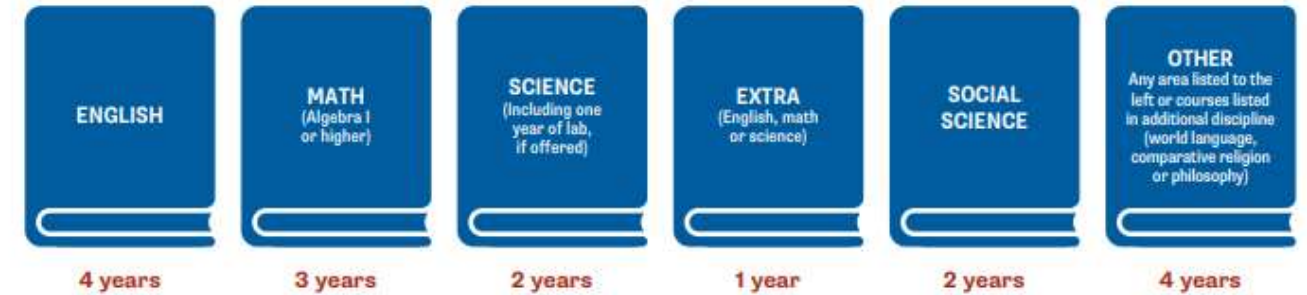 ENGLISH
MATH
(Algebra I
or higher)
SCIENCE
(Including one
year of lab,
if offered)
EXTRA
(English, math
or science)
SOCIAL
SCIENCE
OTHER
Any area listed to the
left or courses listed
in additional discipline
(world language,
comparative religion
or philosophy)
4 years
3 years
2 years
1 year
2 years
4 years